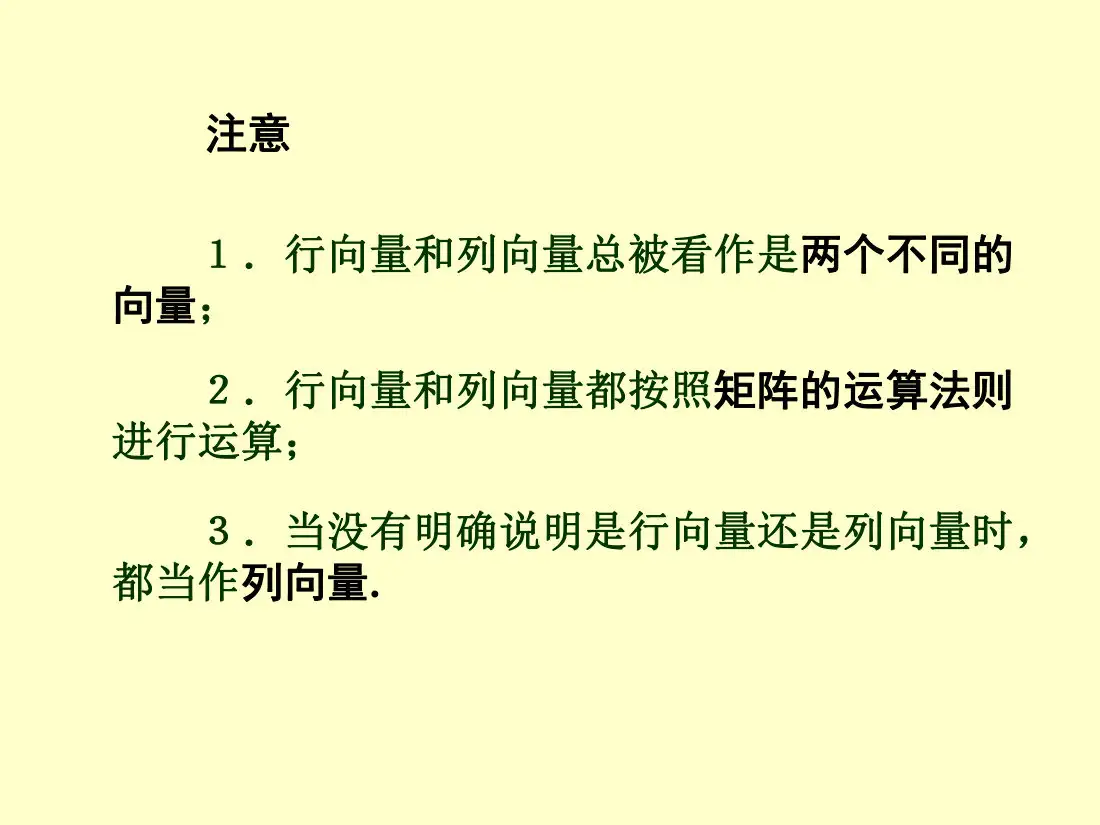 注意
１．行向量和列向量总被看作是两个不同的
向量；
２．行向量和列向量都按照矩阵的运算法则
进行运算；
３．当没有明确说明是行向量还是列向量时，
都当作列向量.